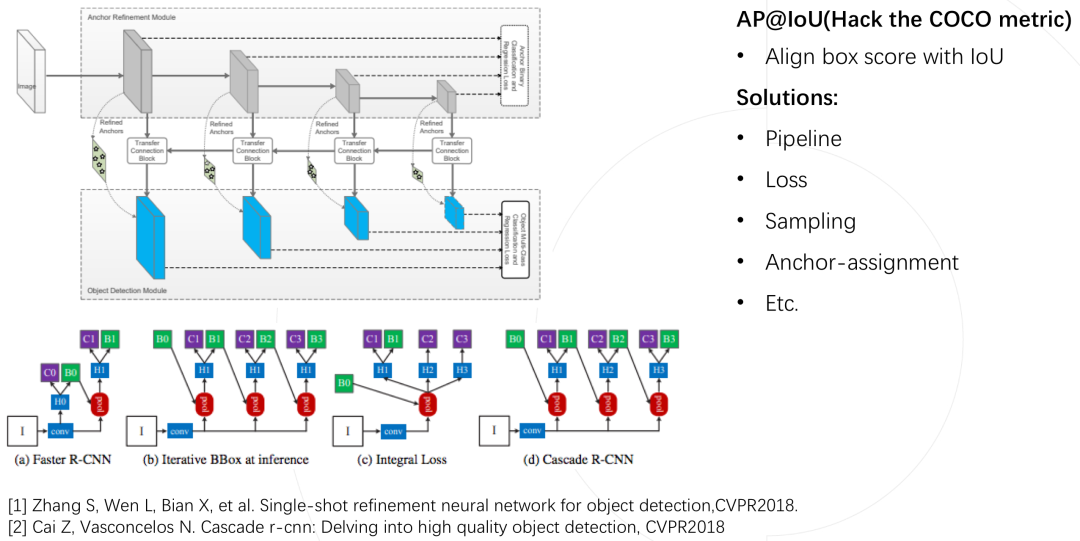 Anchor Refinement Module
Image
Anchor Binary
Classification and
Regression Loss
Refined
Anchors
Refined
Anchors
Refined
Anchors
Refined
Anchors
Transfer
Connection
Block
Transfer
Connection
Block
Transfer
Connection
Block
Transfer
Connection
Block
Object Multi-Class
Classification and
Regression Loss
Object Detection Module
C1 B1
C0 B0
H1
H0
pool
I
conv
(a) Faster R-CNN
B0 C1 B1 C2 B2 C3 B3
H1 H1 H1
pool pool pool
I
conv
(b) Iterative BBox at inference
C1 B1 C2 C3
H1 H2 H3
B0
pool
I
conv
(c) Integral Loss
B0 C1 B1 C2 B2 C3 B3
H1 H2 H3
pool pool pool
I
conv
(d) Cascade R-CNN
AP@IoU(Hack the COCO metric)
• Align box score with IoU
Solutions:
• Pipeline
• Loss
• Sampling
• Anchor-assignment
• Etc.
[1] Zhang S, Wen L, Bian X, et al. Single-shot refinement neural network for object detection,CVPR2018.
[2] Cai Z, Vasconcelos N. Cascade r-cnn: Delving into high quality object detection, CVPR2018